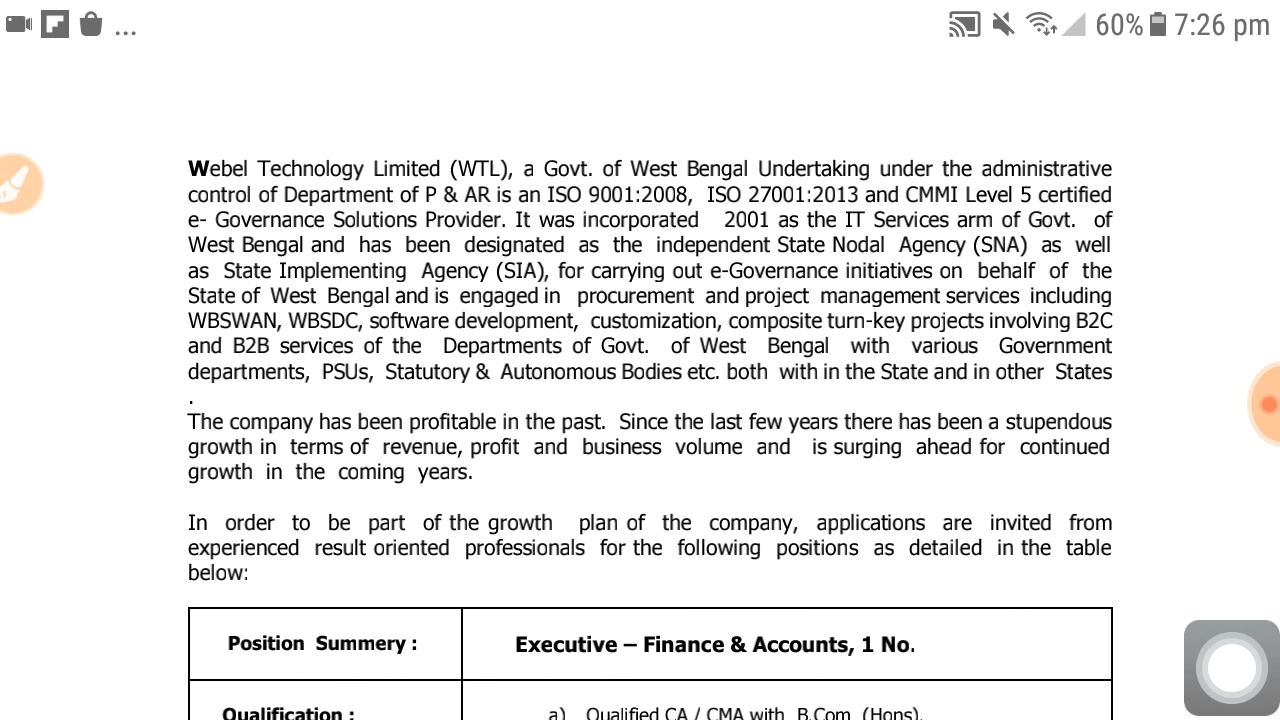 ...
60% 7:26 pm
Webel Technology Limited (WTL), a Govt. of West Bengal Undertaking under the administrative
control of Department of P & AR is an ISO 9001:2008, ISO 27001:2013 and CMMI Level 5 certified
e- Governance Solutions Provider. It was incorporated 2001 as the IT Services arm of Govt. of
West Bengal and has been designated as the independent State Nodal Agency (SNA) as well
as State Implementing Agency (SIA), for carrying out e-Governance initiatives on behalf of the
State of West Bengal and is engaged in procurement and project management services including
WBSWAN, WBSDC, software development, customization, composite turn-key projects involving B2C
and B2B services of the Departments of Govt. of West Bengal with various Government
departments, PSUs, Statutory & Autonomous Bodies etc. both with in the State and in other States
.
The company has been profitable in the past. Since the last few years there has been a stupendous
growth in terms of revenue, profit and business volume and is surging ahead for continued
growth in the coming years.
In order to be part of the growth plan of the company, applications are invited from
experienced result oriented professionals for the following positions as detailed in the table
below:
Position Summery :
Executive – Finance & Accounts, 1 No.
Qualification :
a) Qualified CA / CMA with B.Com (Hons).